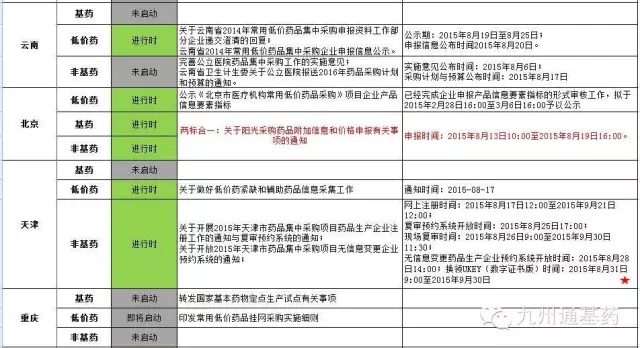 基药
未启动
云南
低价药
进行时
关于云南省2014年常用低价药品集中采购申报资料工作部
分企业递交澄清的回复;
云南省2014年常用低价药品集中采购企业申报信息公示。
公示期: 2015年8月19日至8月25日;
申报信息公布时间2015年8月20日。
非基药
未启动
完善公立医院药品集中采购工作的实施意见;
云南省卫生计生委关于公立医院报送2016年药品采购计划
和预算的通知。
实施意见公布时间: 2015年8月6日;
采购计划与预算公布时间: 2015年8月17日
北京
低价药
进行时
公示《北京市医疗机构常用低价药品采购》项目企业产品
信息要素指标
已经完成企业申报产品信息要素指标的形式审核工作,拟于
2015年2月28日16:00至3月6日16:00予以公示
基药
进行时
非基药
进行时
两标合一: 关于阳光采购药品附加信息和价格申报有关事
项的通知
申报时间: 2015年8月13日10:00至2015年8月19日16:00。
天津
基药
未启动
低价药
进行时
关于做好低价药紧缺和辅助药品信息采集工作
通知时间: 2015-08-17
非基药
进行时
关于开展2015年天津市药品集中采购项目药品生产企业注
册工作的通知与复审预约系统的通知;
关于开放2015年天津市药品集中采购项目无信息变更企业
预约系统的通知;
网上注册时间: 2015年8月17日12:00至2015年9月21日
12:00;
复审预约系统开放时间: 2015年8月25日17:00;
现场复审时间: 2015年8月26日9:00至2015年9月30日
11:30;
无信息变更药品生产企业预约系统开放时间: 2015年8月28
日14:00; 换领UKEY(数字证书版)时间: 2015年8月31日
9:00至2015年9月30日
★
重庆
基药
未启动
转发国家基本药物定点生产试点有关事项
低价药
即将启动
印发常用低价药品挂网采购实施细则
非基药
未启动
九州通基药